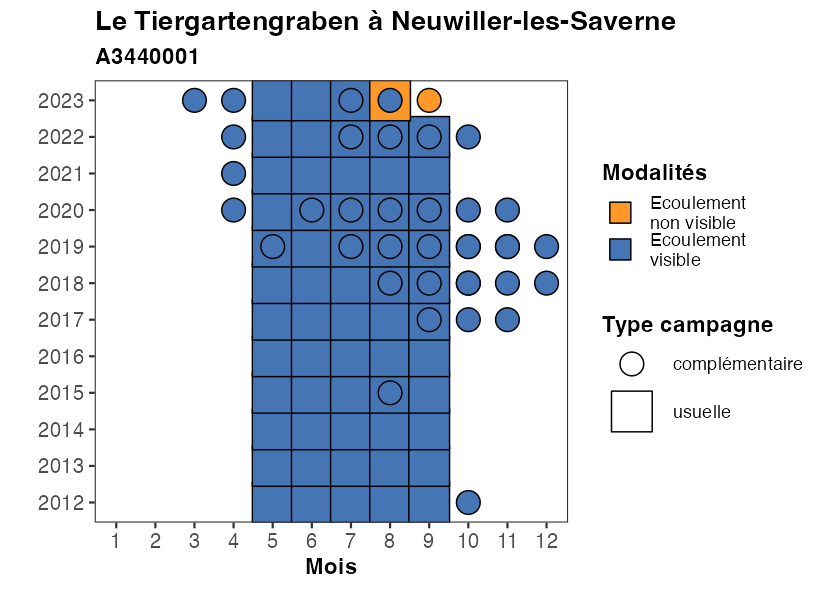 Le Tiergartengraben à Neuwiller-les-Saverne
A3440001
2023
2022
2021
2020
2019
2018
2017
2016
2015
2014
2013
2012
1 2 3 4 5 6 7 8 9 10 11 12
Mois
Modalités
Ecoulement
non visible
Ecoulement
visible
Type campagne
complémentaire
usuelle